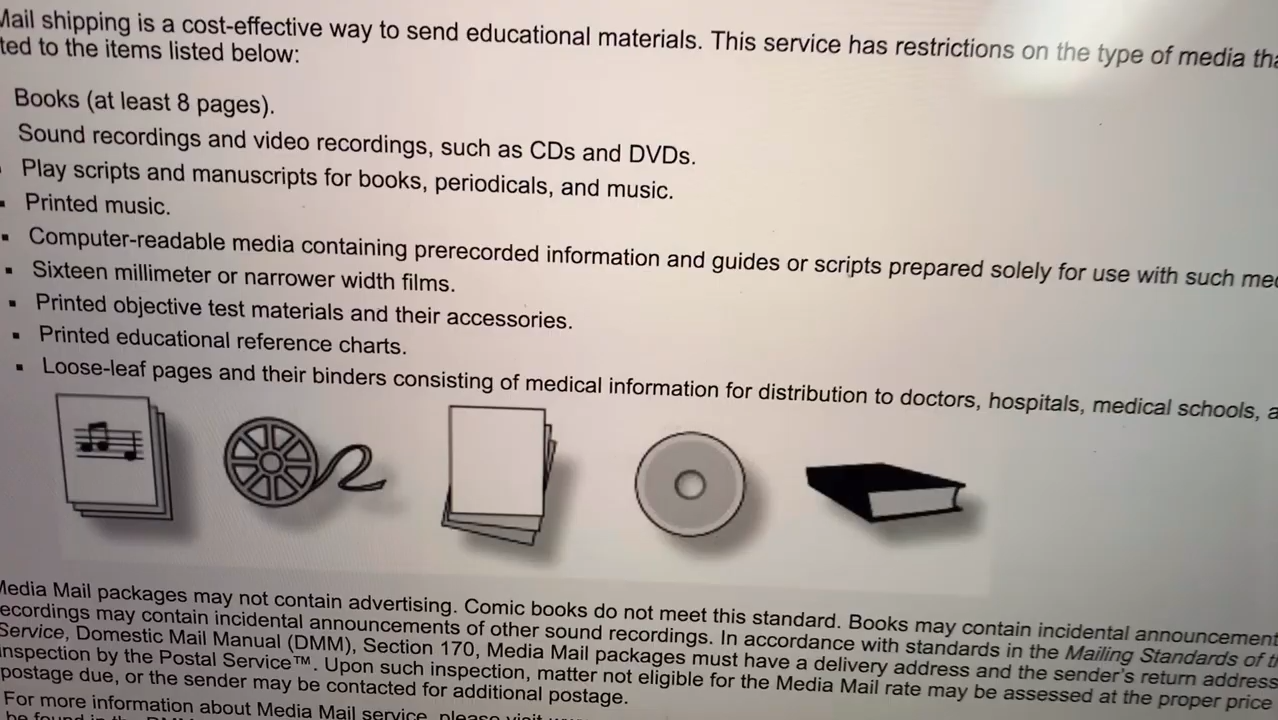 Mail shipping is a cost-effective way to send educational materials. This service has restrictions on the type of media
to the items listed below:
Books (at least 8 pages).
Sound recordings and video recordings, such as CDs and DVDs.
Play scripts and manuscripts for books, periodicals, and music.
▪ Printed music.
▪ Computer-readable media containing prerecorded information and guides or scripts prepared solely for use with such
▪ Sixteen millimeter or narrower width films.
▪ Printed objective test materials and their accessories.
▪ Printed educational reference charts.
▪ Loose-leaf pages and their binders consisting of medical information for distribution to doctors, hospitals, medical schools,
Media Mail packages may not contain advertising. Comic books do not meet this standard. Books may contain incidental
may contain incidental announcements of other sound recordings. In accordance with standards in the Mailing Standards of
Service, Domestic Mail Manual (DMM), Section 170, Media Mail packages must have a delivery address and the sender's return address
inspection by the Postal Service™. Upon such inspection, matter not eligible for the Media Mail rate may be assessed at the proper price
postage due, or the sender may be contacted for additional postage.
For more information about Media Mail service, please visit